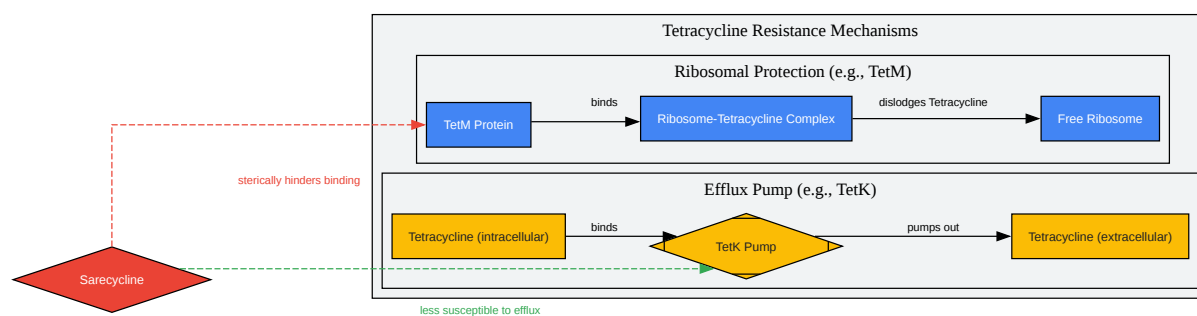 Tetracycline Resistance Mechanisms
Ribosomal Protection (e.g., TetM)
TetM Protein
binds
Ribosome-Tetracycline Complex
dislodges Tetracycline
Free Ribosome
sterically hinders binding
Efflux Pump (e.g., TetK)
Tetracycline (intracellular)
binds
TetK Pump
pumps out
Tetracycline (extracellular)
Sarecycline
less susceptible to efflux